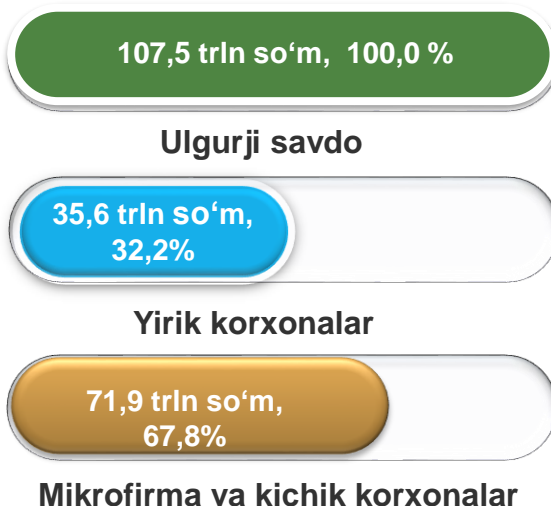 107,5 trln so‘m, 100,0 %
Ulgurji savdo
35,6 trln so‘m,
32,2%
Yirik korxonalar
71,9 trln so‘m,
67,8%
Mikrofirma va kichik korxonalar